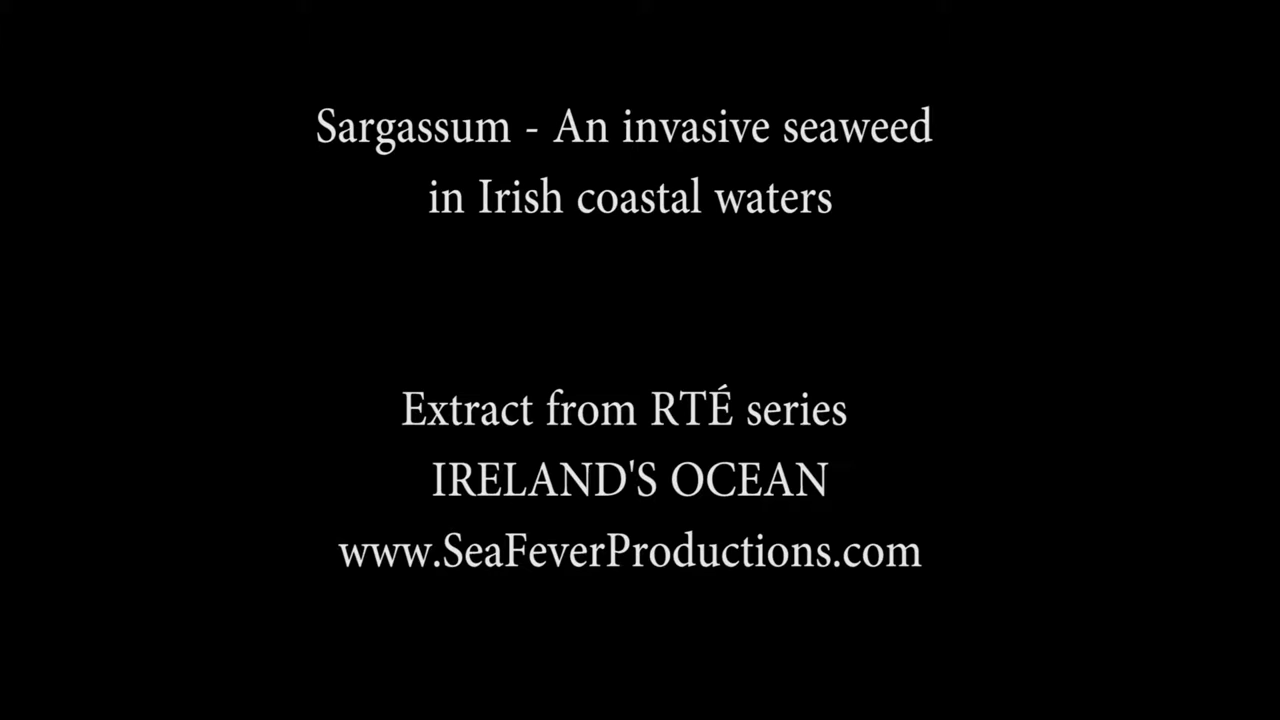 Sargassum - An invasive seaweed
in Irish coastal waters
Extract from RTÉ series
IRELAND'S OCEAN
www.SeaFeverProductions.com